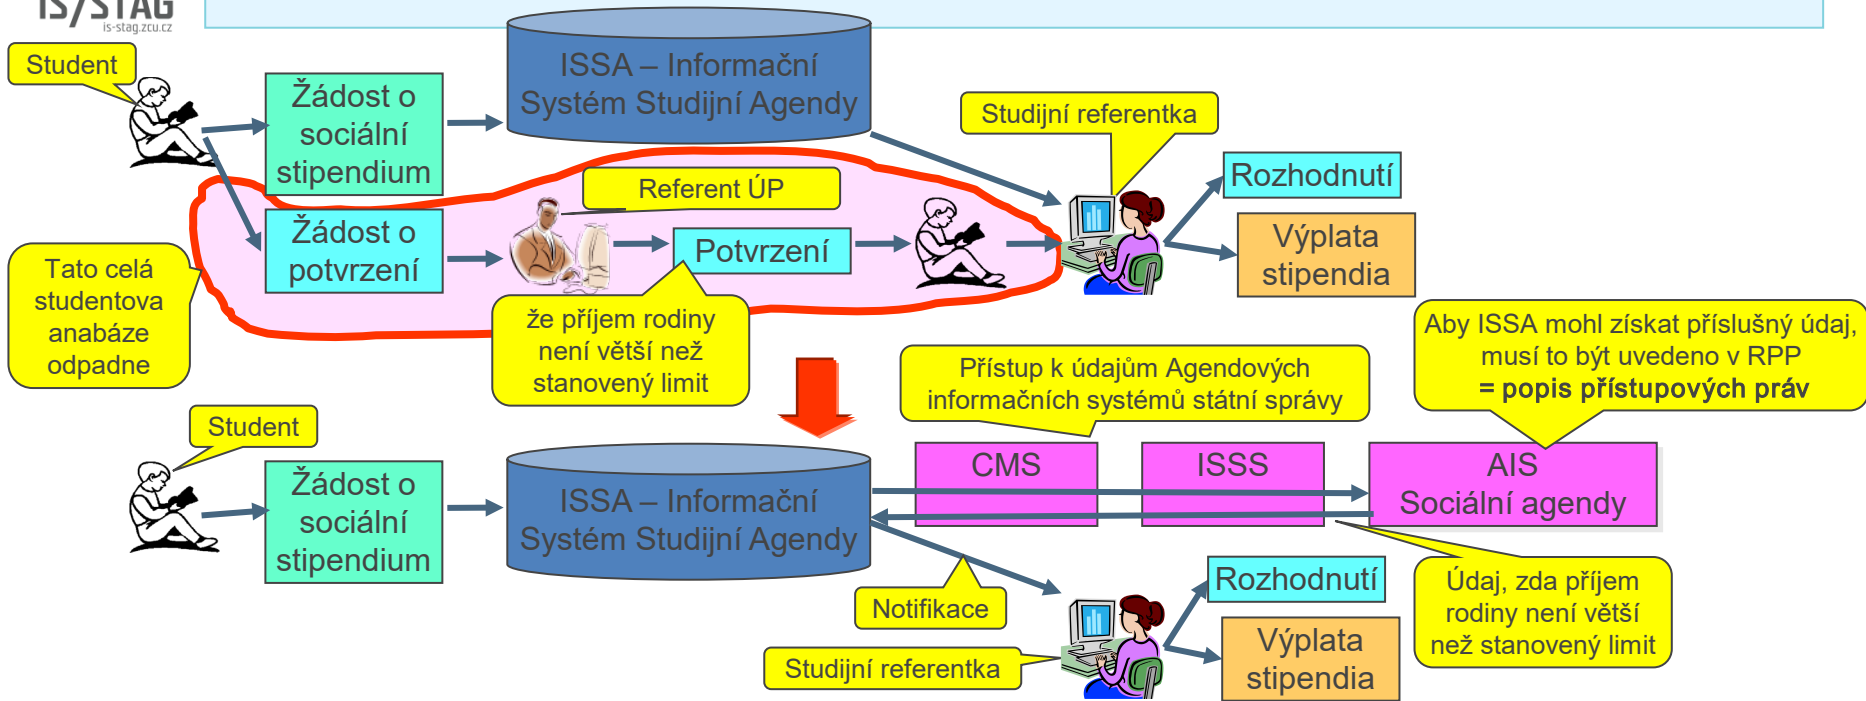 IS/STAG
is-stag.zcu.cz
Student
Žádost o
sociální
stipendium
ISSA – Informační
Systém Studijní Agendy
Studijní referentka
Rozhodnutí
Výplata
stipendia
Referent ÚP
Žádost o
potvrzení
Potvrzení
Tato celá
studentova
anabáze
odpadne
že příjem rodiny
není větší než
stanovený limit
Přístup k údajům Agendových
informačních systémů státní správy
Aby ISSA mohl získat příslušný údaj,
musí to být uvedeno v RPP
= popis přístupových práv
Student
Žádost o
sociální
stipendium
ISSA – Informační
Systém Studijní Agendy
CMS
ISSS
AIS
Sociální agendy
Notifikace
Studijní referentka
Rozhodnutí
Výplata
stipendia
Údaj, zda příjem
rodiny není větší
než stanovený limit